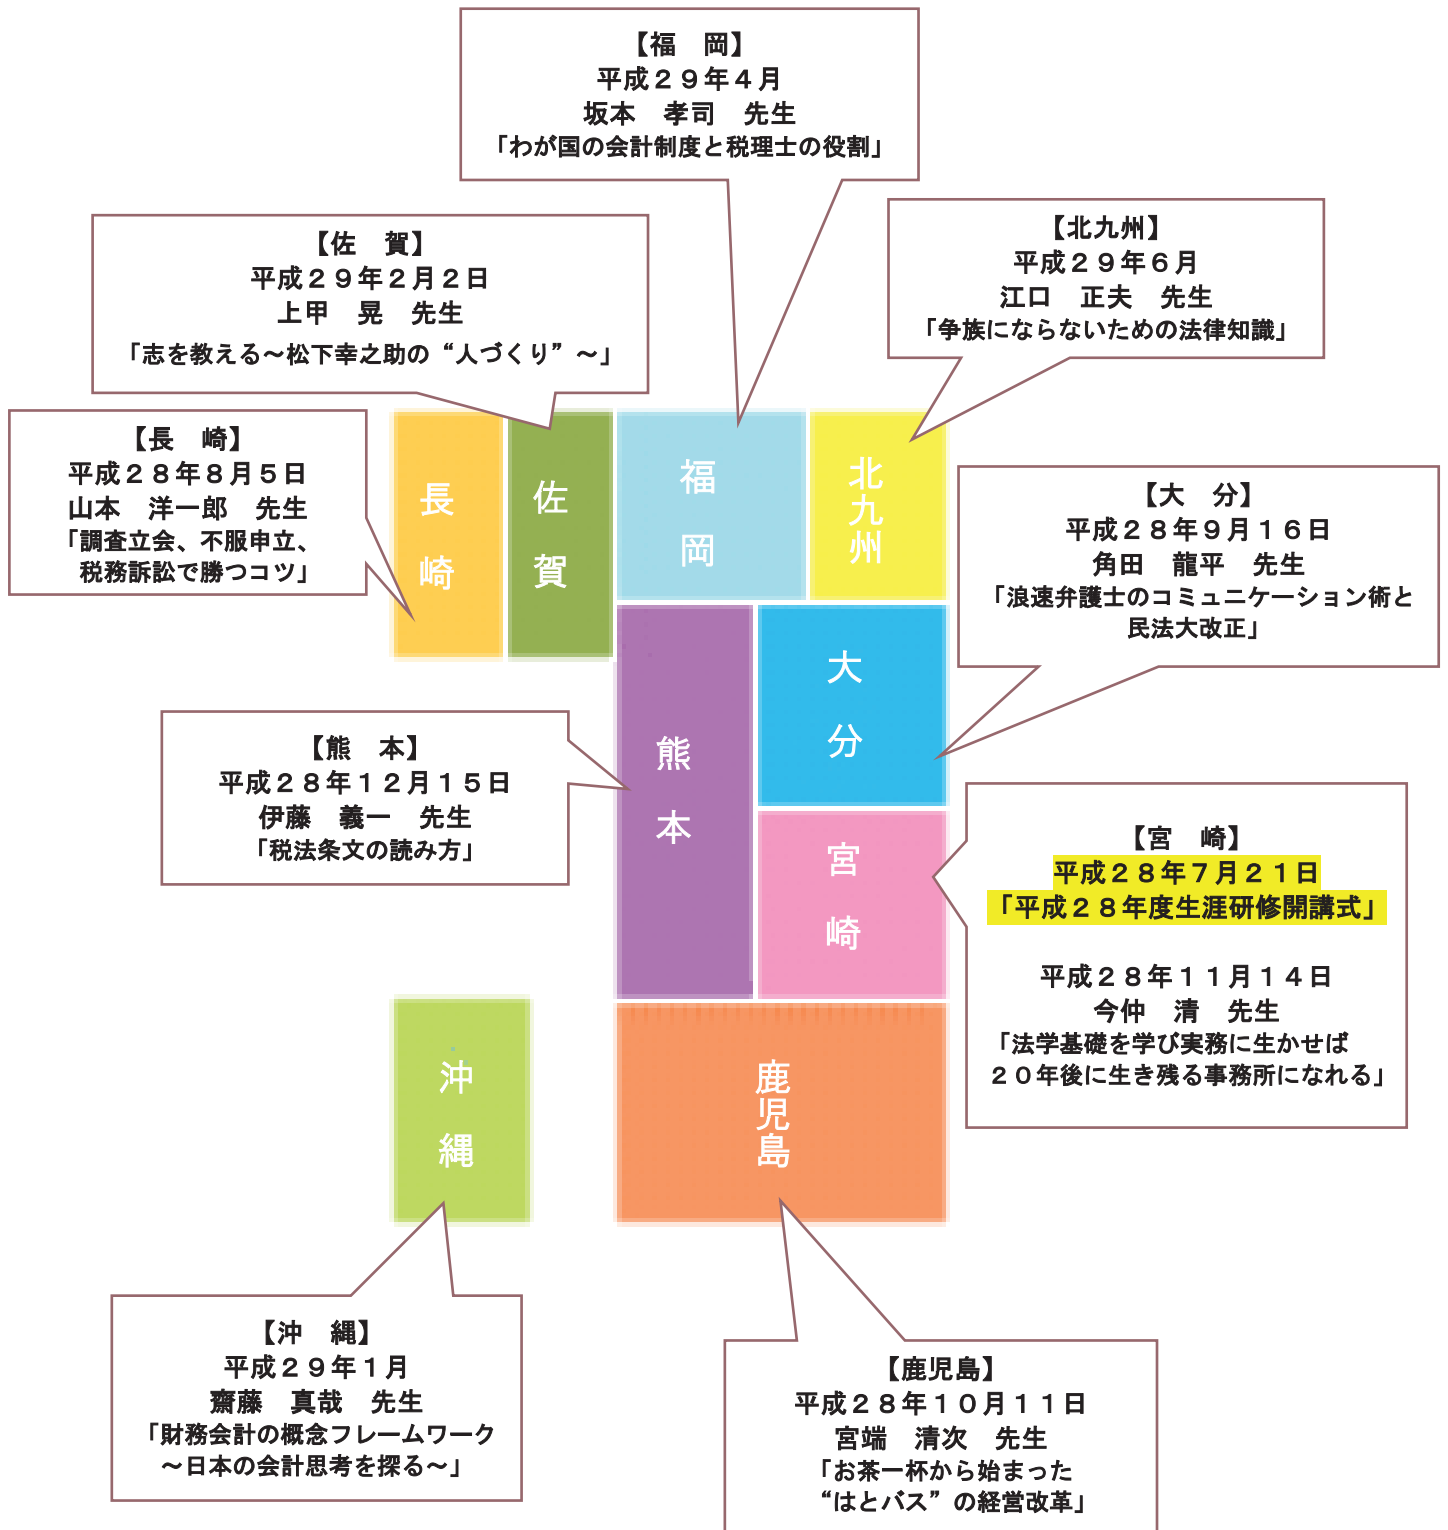 【福　岡】
平成２９年４月
坂本　孝司　先生
「わが国の会計制度と税理士の役割」
【佐　賀】
平成２９年２月２日
上甲　晃　先生
「志を教える～松下幸之助の“人づくり”～」
【北九州】
平成２９年６月
江口　正夫　先生
「争族にならないための法律知識」
【長　崎】
平成２８年８月５日
山本　洋一郎　先生
「調査立会、不服申立、
税務訴訟で勝つコツ」
長崎
佐賀
福岡
北九州
【大　分】
平成２８年９月１６日
角田　龍平　先生
「浪速弁護士のコミュニケーション術と
民法大改正」
大分
【熊　本】
平成２８年１２月１５日
伊藤　義一　先生
「税法条文の読み方」
熊本
宮崎
【宮　崎】
平成２８年７月２１日
「平成２８年度生涯研修開講式」
平成２８年１１月１４日
今仲　清　先生
「法学基礎を学び実務に生かせば
２０年後に生き残る事務所になれる」
沖縄
鹿児島
【沖　縄】
平成２９年１月
齋藤　真哉　先生
「財務会計の概念フレームワーク
～日本の会計思考を探る～」
【鹿児島】
平成２８年１０月１１日
宮端　清次　先生
「お茶一杯から始まった
“はとバス”の経営改革」